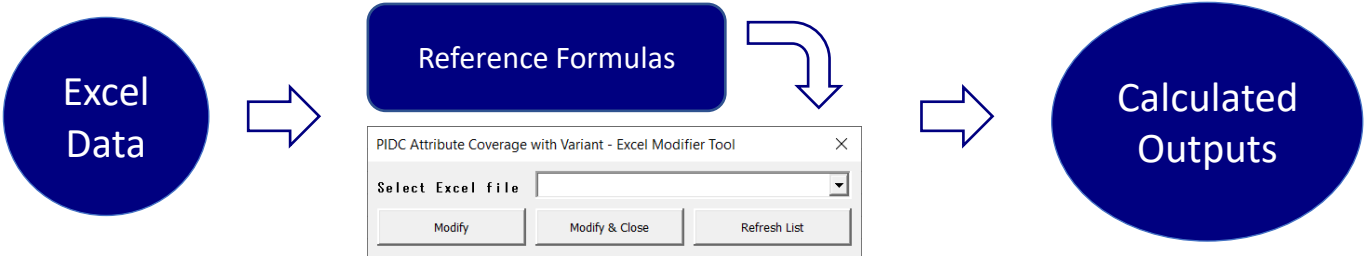 Excel
Data
Reference Formulas
PIDC Attribute Coverage with Variant - Excel Modifier Tool
Select Excel file
Modify
Modify & Close
Refresh List
Calculated
Outputs